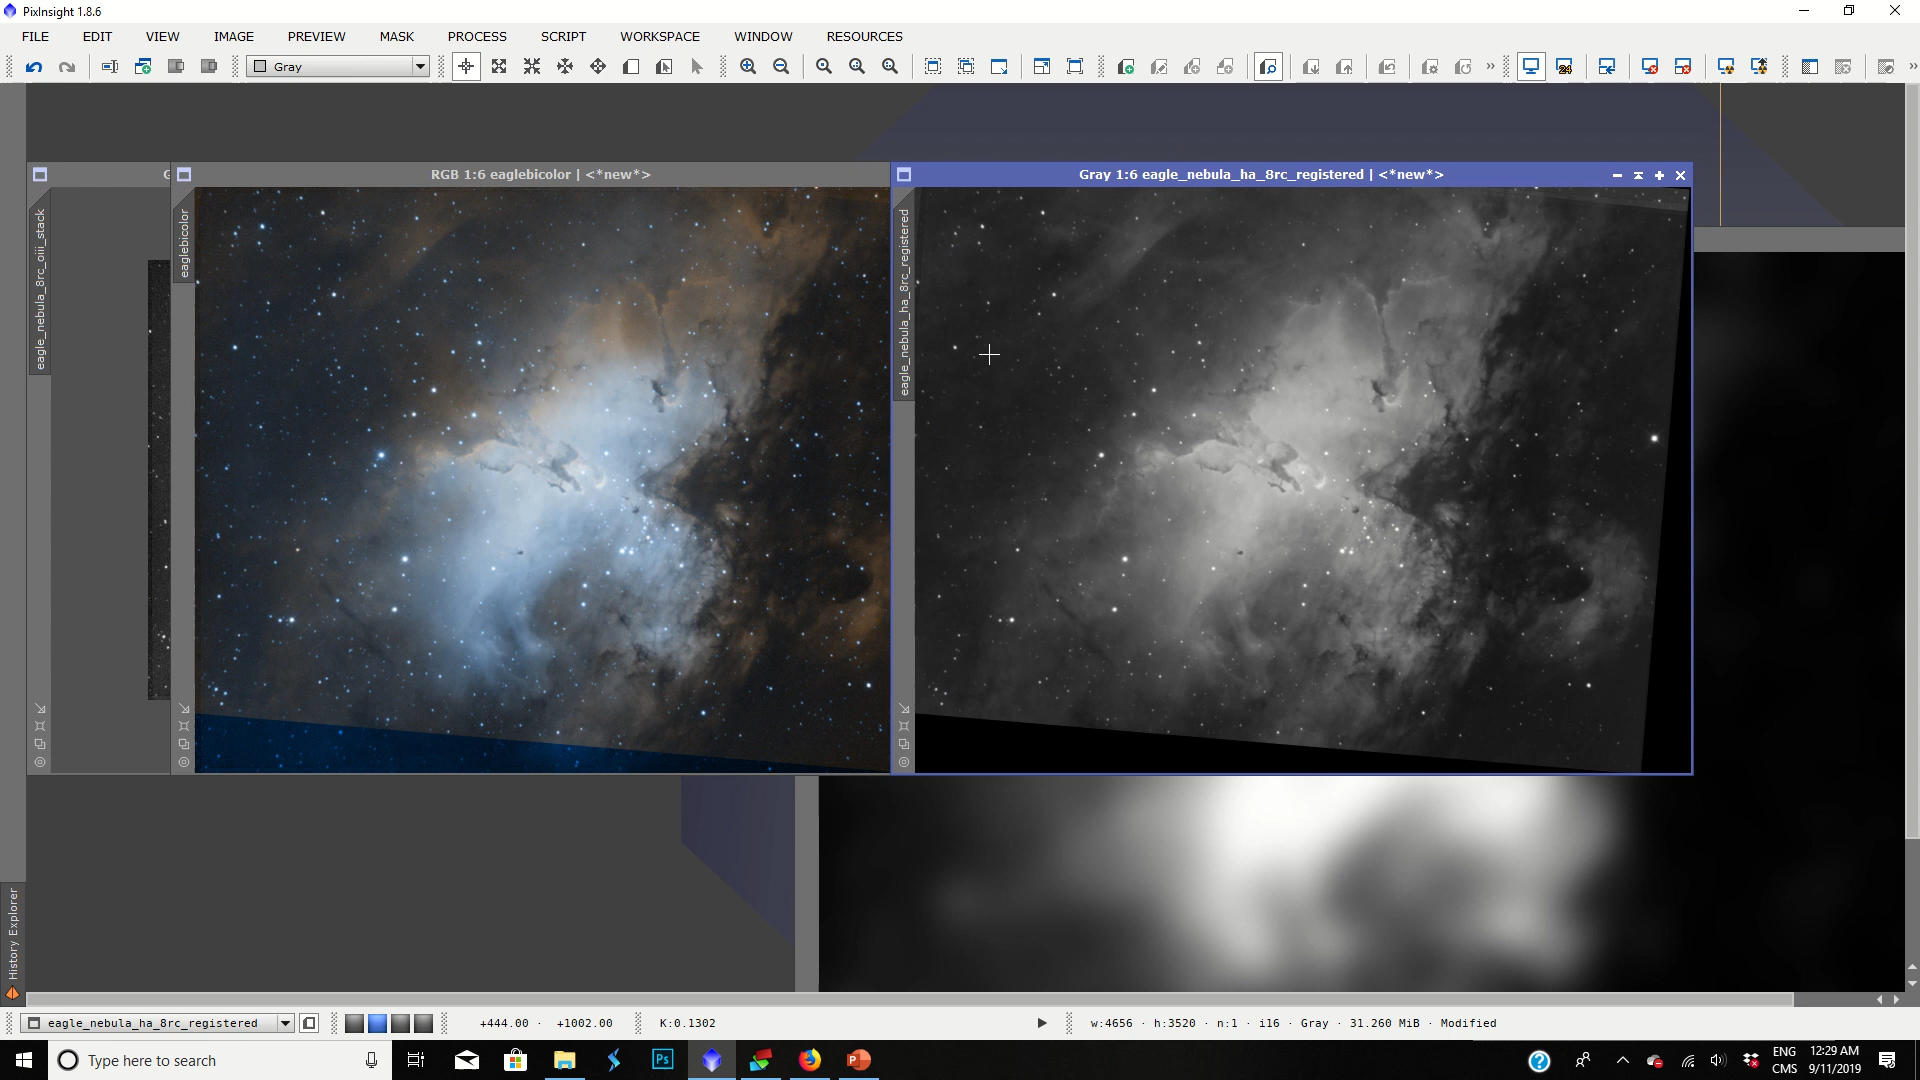 PixInsight 1.8.6
FILE EDIT VIEW IMAGE PREVIEW MASK PROCESS SCRIPT WORKSPACE WINDOW RESOURCES
Gray
24
G
RGB 1:6 eaglebicolor | <*new*>
Gray 1:6 eagle_nebula_ha_8rc_registered | <*new*>
eagle_nebula_8rc_oiii_stack
eaglebicolor
eagle_nebula_ha_8rc_registered
History Explorer
eagle_nebula_ha_8rc_registered
+444.00 · +1002.00
K:0.1302
w:4656 · h:3520 · n:1 · i16 · Gray · 31.260 MiB · Modified
Type here to search
Ps
ENG
CMS
12:29 AM
9/11/2019